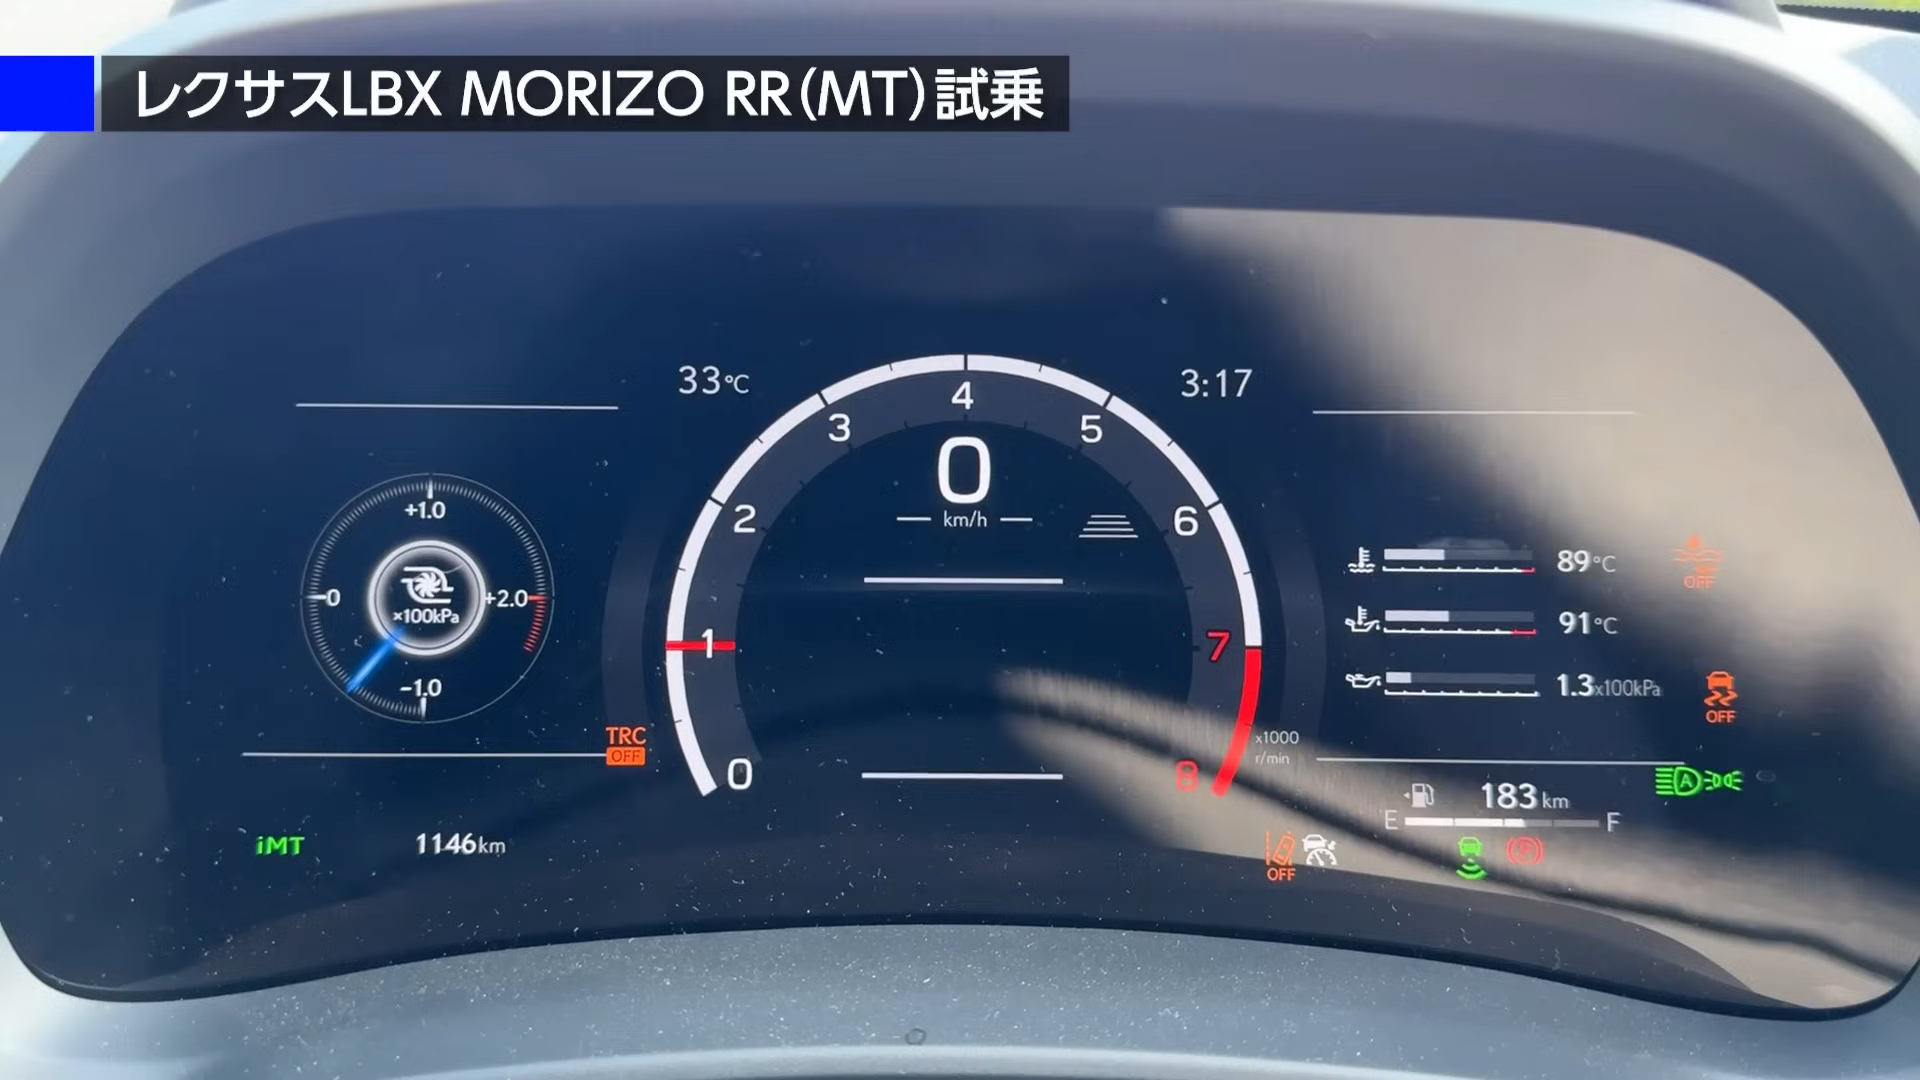 レクサスLBX MORIZO RR(MT)試乗
33°C
3:17
4
3
5
0
km/h
2
6
1
7
0
8
x1000
r/min
+1.0
0
+2.0
×100kPa
-1.0
TRC
OFF
89°C
OFF
91°C
1.3x100kPa
OFF
A
183 km
E
F
iMT
1146km
OFF
P